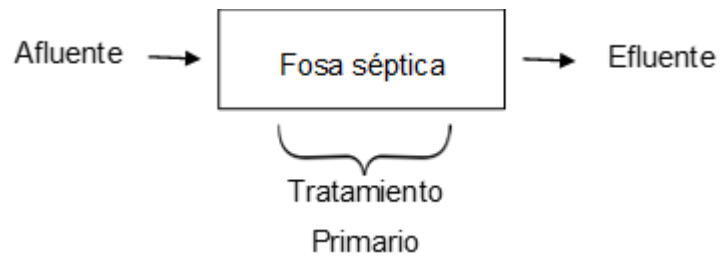 Afluente
Fosa séptica
Efluente
Tratamiento
Primario